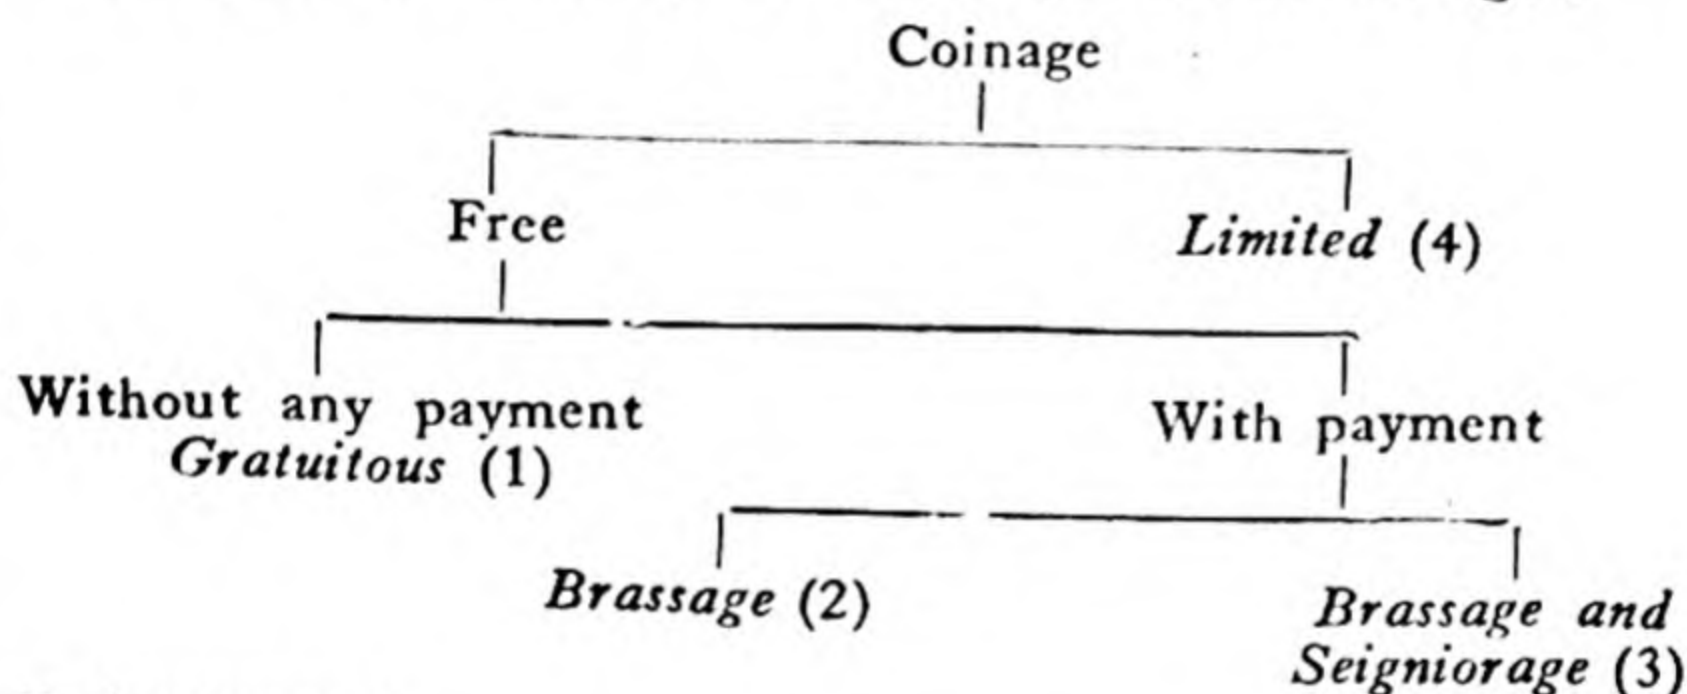 Coinage
Free
Limited (4)
Without any payment
Gratuitous (1)
With payment
Brassage (2)
Brassage and
Seigniorage (3)